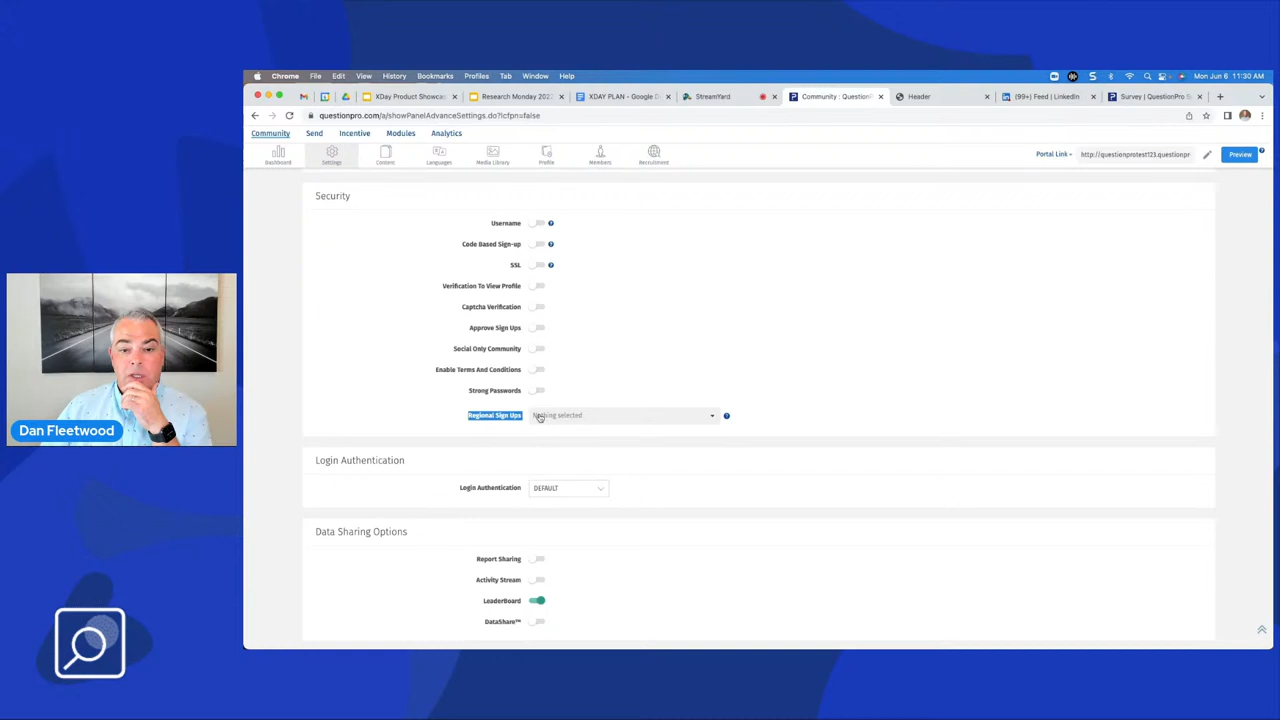 Chrome File Edit View History Bookmarks Profiles Tab Window Help Mon Jun 6 11:30 AM
XDay Product Showcas XDAY PLAN - Google D StreamYard Community : QuestionP Header (99+) Feed | LinkedIn Survey | QuestionPro S
Research Monday 202
questionpro.com/a/showPanelAdvanceSettings.do?lcfpn=false
Community Send Incentive Modules Analytics
Dashboard Settings Content Languages Media Library Profile Members Recruitment
Portal Link http://questionprotest123.questionpr Preview
Security
Username
Code Based Sign-up
SSL
Verification To View Profile
Captcha Verification
Approve Sign Ups
Social Only Community
Enable Terms And Conditions
Strong Passwords
Regional Sign Ups Nothing selected
Login Authentication
Login Authentication DEFAULT
Data Sharing Options
Report Sharing
Activity Stream
LeaderBoard
DataShare™
Dan Fleetwood